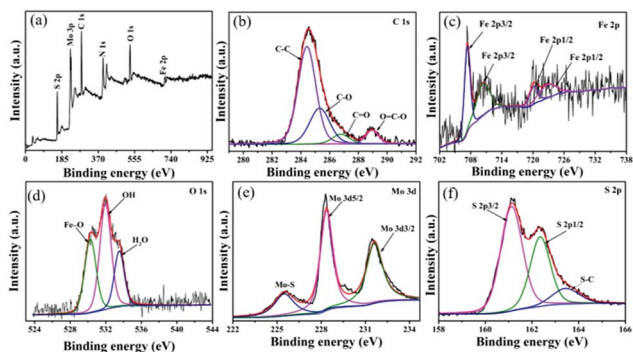 (a)
S 2p
Mo 3p
C 1s
N 1s
O 1s
Fe 2p
Intensity (a.u.)
0 185 370 555 740 925
Binding energy (eV)
(b)
C 1s
C-C
C-O
C=O
O=C-O
Intensity (a.u.)
280 282 284 286 288 290 292
Binding energy (eV)
(c)
Fe 2p
Fe 2p3/2
Fe 2p3/2
Fe 2p1/2
Fe 2p1/2
Intensity (a.u.)
702 708 714 720 726 732 738
Binding energy (eV)
(d)
O 1s
OH
Fe-O
H2O
Intensity (a.u.)
524 528 532 536 540 544
Binding energy (eV)
(e)
Mo 3d
Mo 3d5/2
Mo 3d3/2
Mo-S
Intensity (a.u.)
222 225 228 231 234
Binding energy (eV)
(f)
S 2p
S 2p3/2
S 2p1/2
S-C
Intensity (a.u.)
158 160 162 164 166
Binding energy (eV)